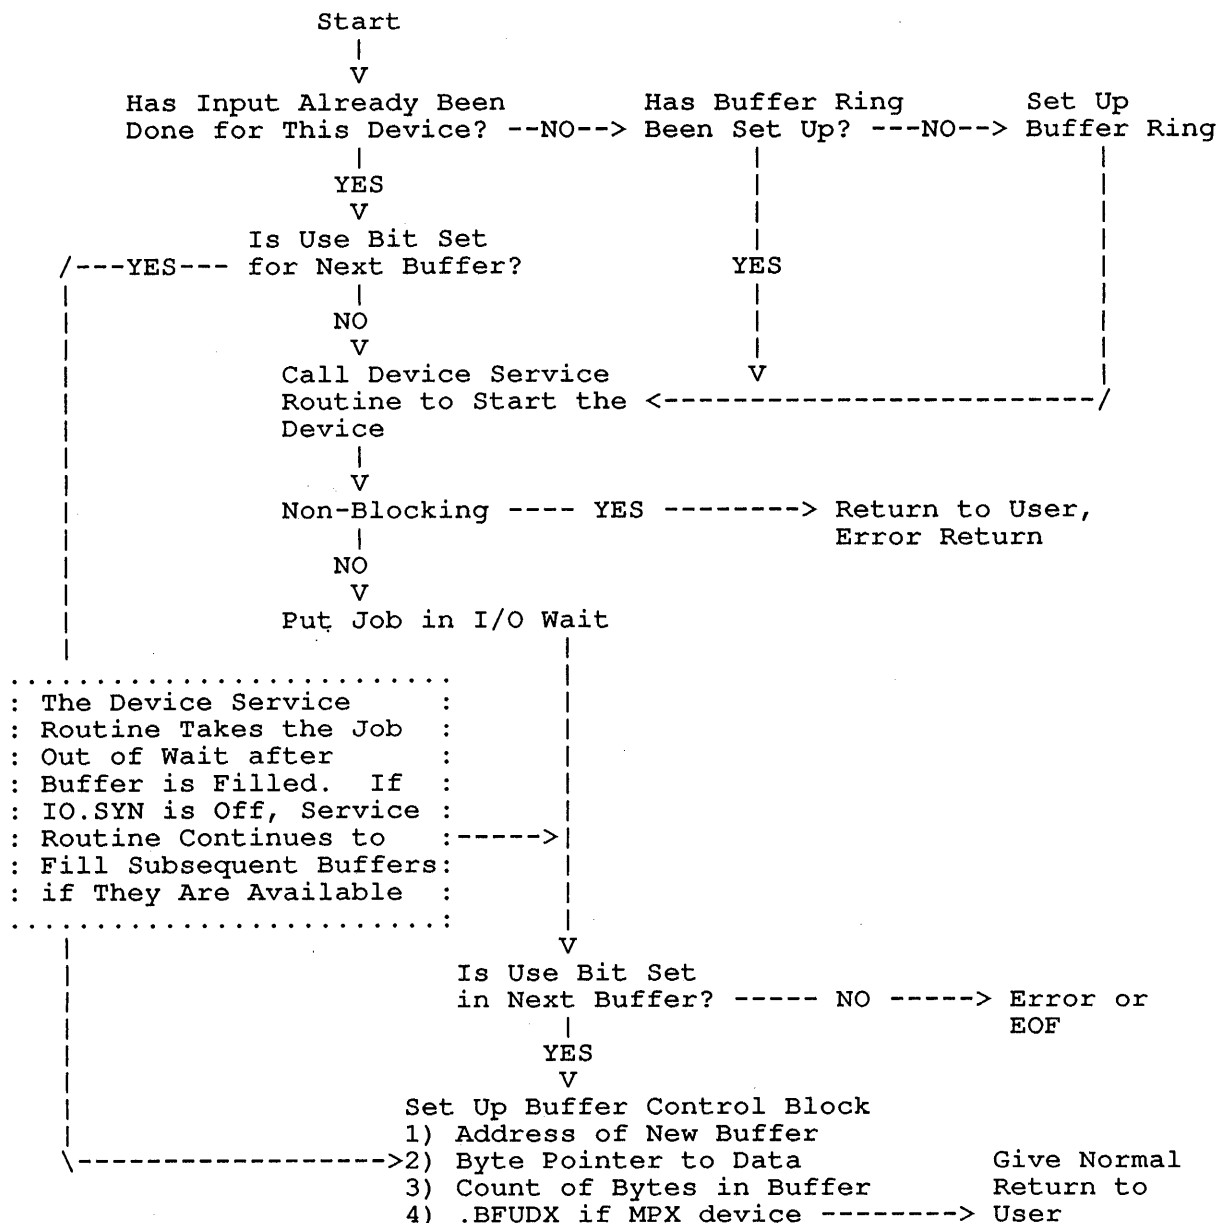 Start
|
V
Has Input Already Been          Has Buffer Ring          Set Up
Done for This Device? --NO--> Been Set Up? ---NO--> Buffer Ring
|
YES
V
Is Use Bit Set
/---YES--- for Next Buffer?          YES
|
NO
V
Call Device Service          V
Routine to Start the <-------------------------/
Device
|
V
Non-Blocking ---- YES --------> Return to User,
Error Return
|
NO
V
Put Job in I/O Wait
: The Device Service :
: Routine Takes the Job :
: Out of Wait after :
: Buffer is Filled.  If :
: IO.SYN is Off, Service :
: Routine Continues to :----->|
: Fill Subsequent Buffers:
: if They Are Available :
V
Is Use Bit Set
in Next Buffer? ----- NO -----> Error or
EOF
|
YES
V
Set Up Buffer Control Block
1) Address of New Buffer
\------------------->2) Byte Pointer to Data          Give Normal
3) Count of Bytes in Buffer          Return to
4) .BFUDX if MPX device --------> User